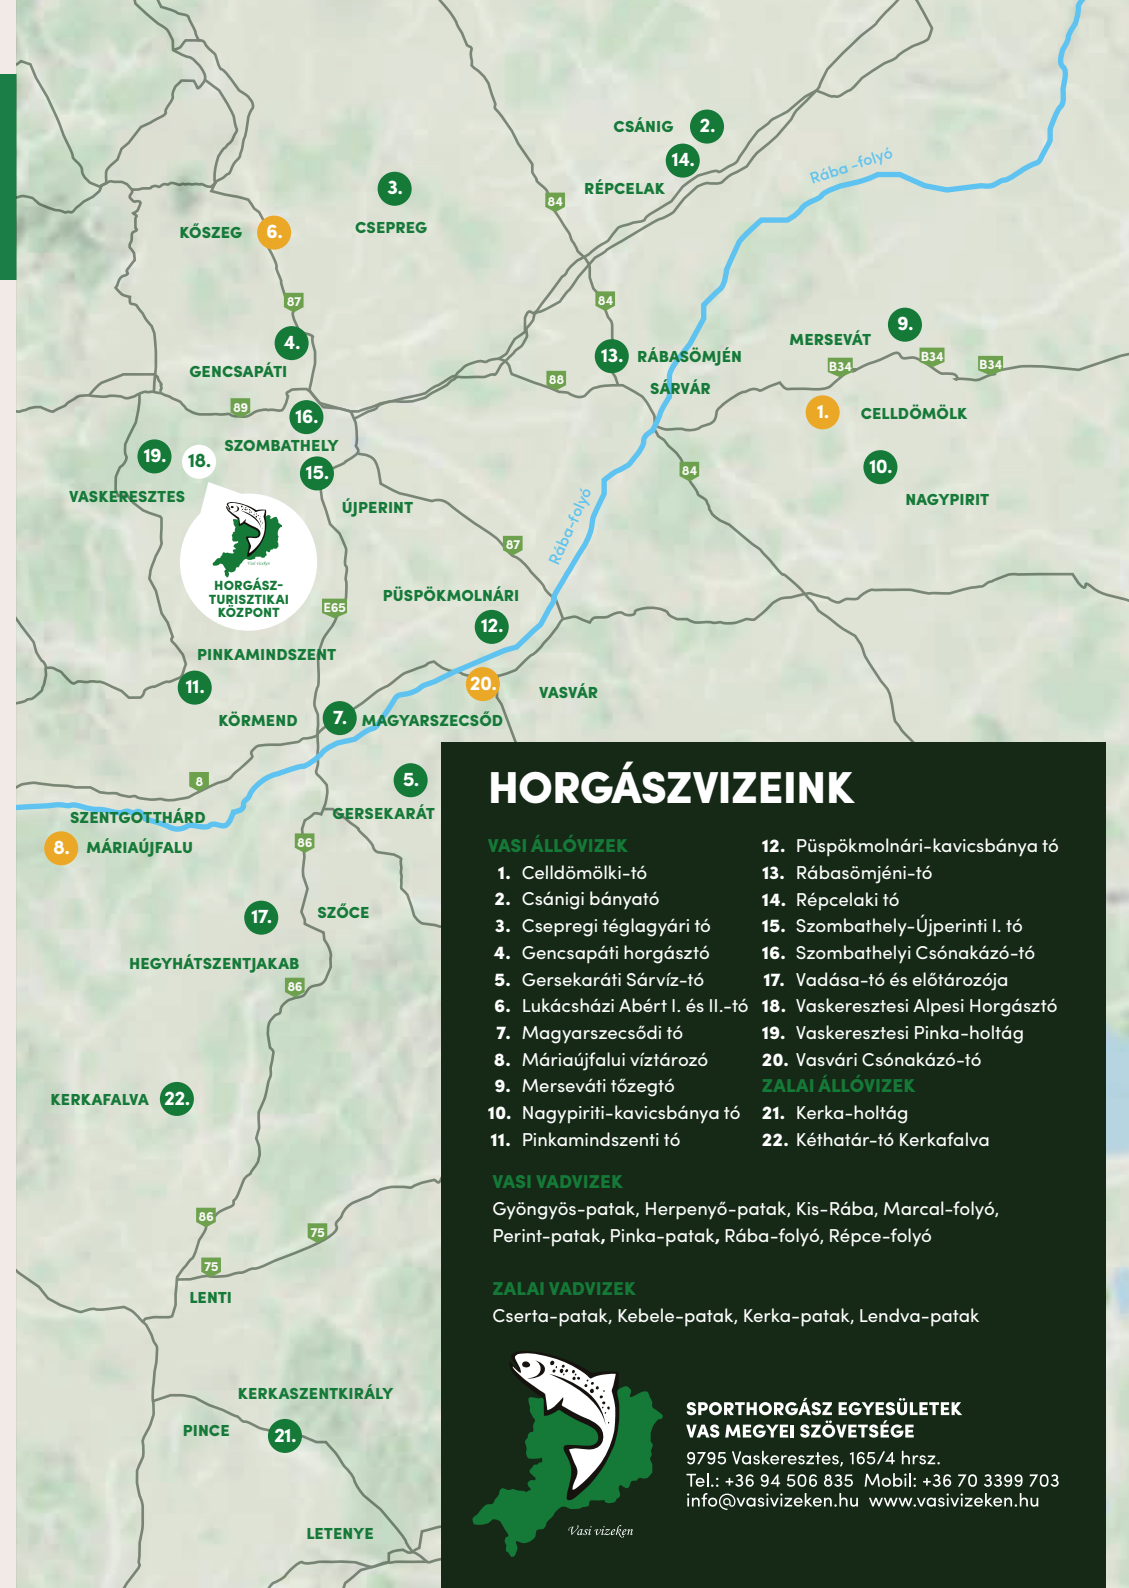 CSÁNIG
2.
14.
RÉPCELAK
Rába -folyó
3.
CSEPREG
84
KŐSZEG
6.
87
84
4.
GENCSAPÁTI
13.
RÁBASÖMJÉN
SÁRVÁR
88
MERSEVÁT
9.
B34
B34
B34
1.
CELLDÖMÖLK
89
16.
SZOMBATHELY
19.
18.
15.
VASKERESZTES
ÚJPERINT
84
10.
NAGYPIRIT
Rába-folyó
87
Vasi vizeken
HORGÁSZ-
TURISZTIKAI
KÖZPONT
E65
PÜSPÖKMOLNÁRI
12.
PINKAMINDSZENT
11.
20.
VASVÁR
KÖRMEND
7.
MAGYARSZECSŐD
8
5.
GERSEKARÁT
SZENTGOTTHÁRD
8.
MÁRIAÚJFALU
86
17.
SZŐCE
HEGYHÁTSZENTJAKAB
86
KERKAFALVA
22.
86
75
75
LENTI
KERKASZENTKIRÁLY
PINCE
21.
LETENYE
HORGÁSZVIZEINK
VASI ÁLLÓVIZEK
1. Celldömölki-tó
2. Csánigi bányató
3. Csepregi téglagyári tó
4. Gencsapáti horgásztó
5. Gersekaráti Sárvíz-tó
6. Lukácsházi Abért I. és II.-tó
7. Magyarszecsődi tó
8. Máriaújfalui víztározó
9. Merseváti tőzegtó
10. Nagypiriti-kavicsbánya tó
11. Pinkamindszenti tó
12. Püspökmolnári-kavicsbánya tó
13. Rábasömjéni-tó
14. Répcelaki tó
15. Szombathely-Újperinti I. tó
16. Szombathelyi Csónakázó-tó
17. Vadása-tó és előtározója
18. Vaskeresztesi Alpesi Horgásztó
19. Vaskeresztesi Pinka-holtág
20. Vasvári Csónakázó-tó
ZALAI ÁLLÓVIZEK
21. Kerka-holtág
22. Kéthatár-tó Kerkafalva
VASI VADVIZEK
Gyöngyös-patak, Herpenyő-patak, Kis-Rába, Marcal-folyó,
Perint-patak, Pinka-patak, Rába-folyó, Répce-folyó
ZALAI VADVIZEK
Cserta-patak, Kebele-patak, Kerka-patak, Lendva-patak
Vasi vizeken
SPORTHORGÁSZ EGYESÜLETEK
VAS MEGYEI SZÖVETSÉGE
9795 Vaskeresztes, 165/4 hrsz.
Tel.: +36 94 506 835 Mobil: +36 70 3399 703
info@vasivizeken.hu www.vasivizeken.hu